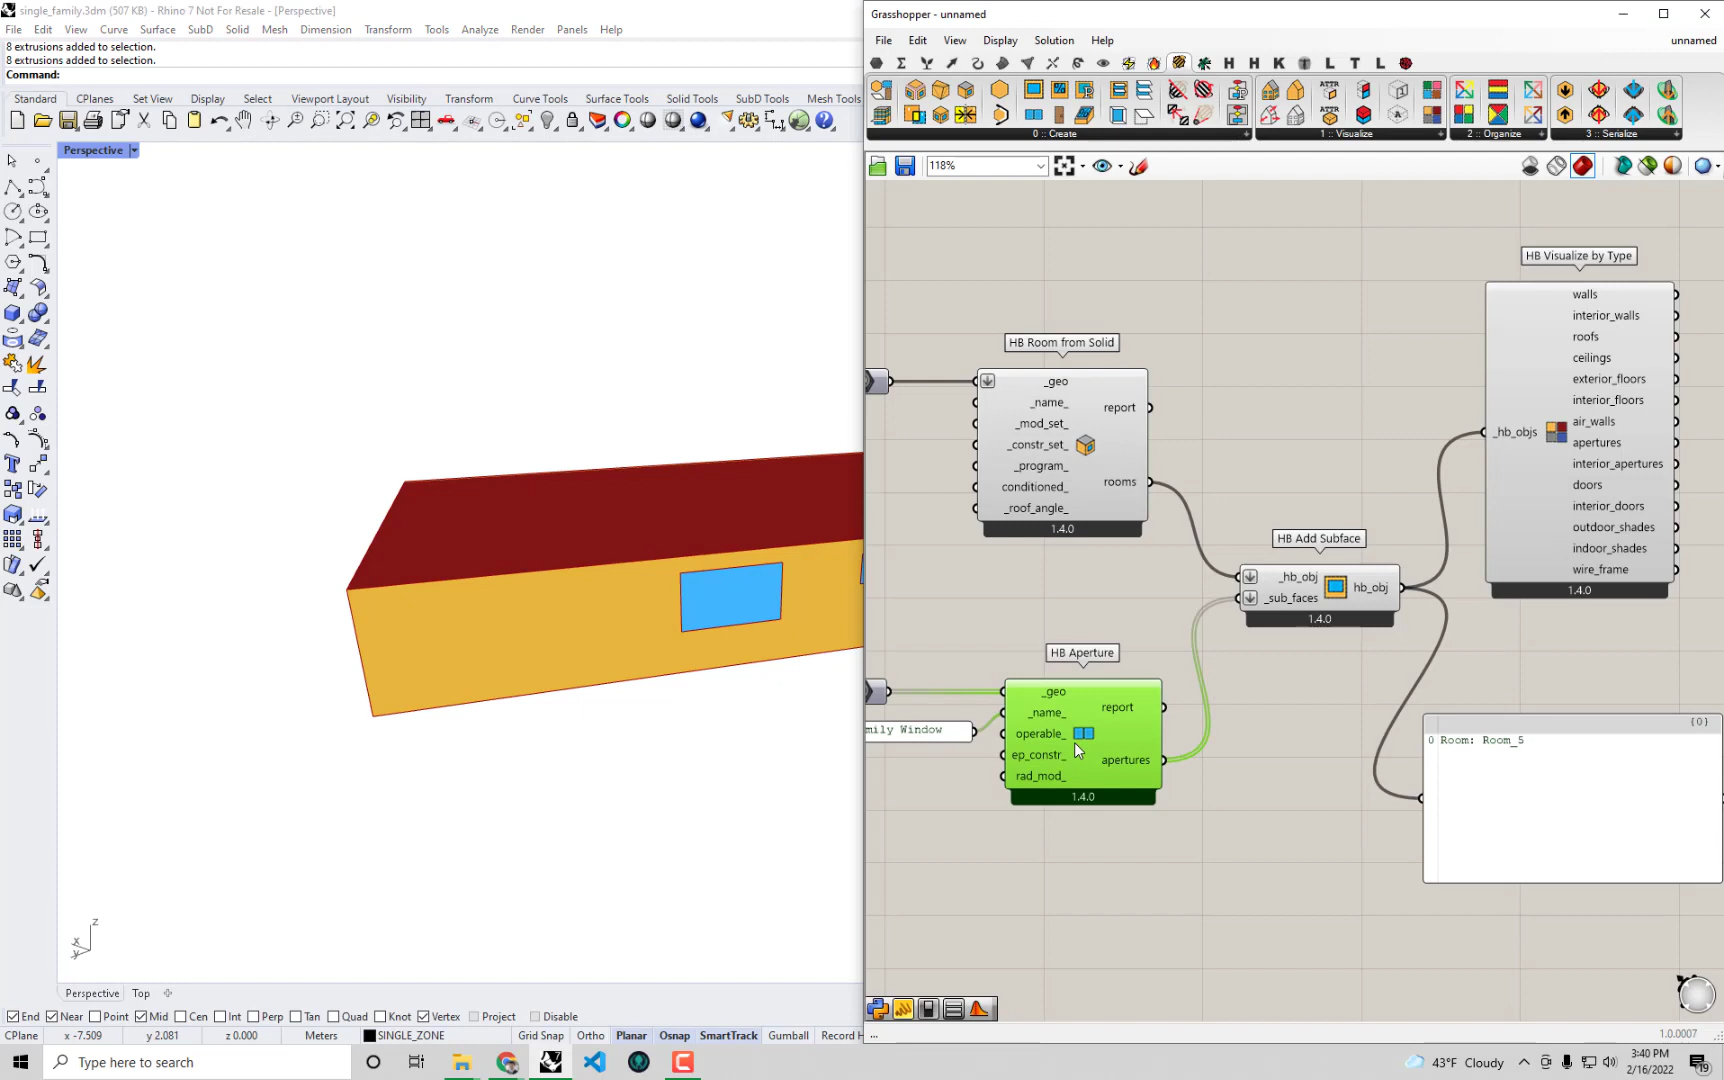 single_family.3dm (507 KB) - Rhino 7 Not For Resale - [Perspective]
File Edit View Curve Surface SubD Solid Mesh Dimension Transform Tools Analyze Render Panels Help
8 extrusions added to selection.
8 extrusions added to selection.
Command:
Standard CPlanes Set View Display Select Viewport Layout Visibility Transform Curve Tools Surface Tools Solid Tools SubD Tools Mesh Tools
Perspective
z
x
y
Perspective Top
End Near Point Mid Cen Int Perp Tan Quad Knot Vertex Project Disable
CPlane x -7.509 y 2.081 z 0.000 Meters SINGLE_ZONE Grid Snap Ortho Planar Osnap SmartTrack Gumball Record H
Grasshopper - unnamed
File Edit View Display Solution Help unnamed
H H K T L T L
ATTR
ATTR
A
0 :: Create 1 :: Visualize 2 :: Organize 3 :: Serialize
118%
HB Room from Solid
_geo
_name_
_mod_set_
_constr_set_
_program_
conditioned_
_roof_angle_
report
rooms
1.4.0
HB Aperture
_geo
_name_
operable_
ep_constr_
rad_mod_
report
apertures
1.4.0
mily Window
HB Add Subface
_hb_obj
_sub_faces
hb_obj
1.4.0
HB Visualize by Type
_hb_objs
walls
interior_walls
roofs
ceilings
exterior_floors
interior_floors
air_walls
apertures
interior_apertures
doors
interior_doors
outdoor_shades
indoor_shades
wire_frame
1.4.0
{0}
0 Room: Room_5
... 1.0.0007
Type here to search
43°F Cloudy
3:40 PM
2/16/2022
19